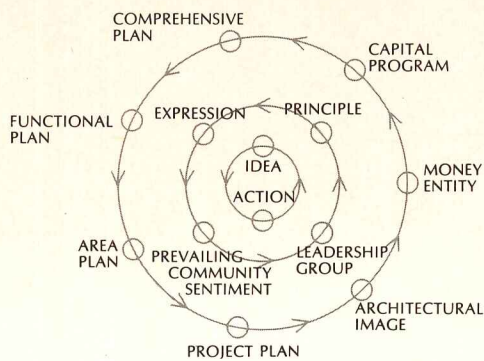 COMPREHENSIVE
PLAN
CAPITAL
PROGRAM
FUNCTIONAL
PLAN
EXPRESSION
PRINCIPLE
IDEA
ACTION
MONEY
ENTITY
AREA
PLAN
PREVAILING
COMMUNITY
SENTIMENT
LEADERSHIP
GROUP
ARCHITECTURAL
IMAGE
PROJECT PLAN